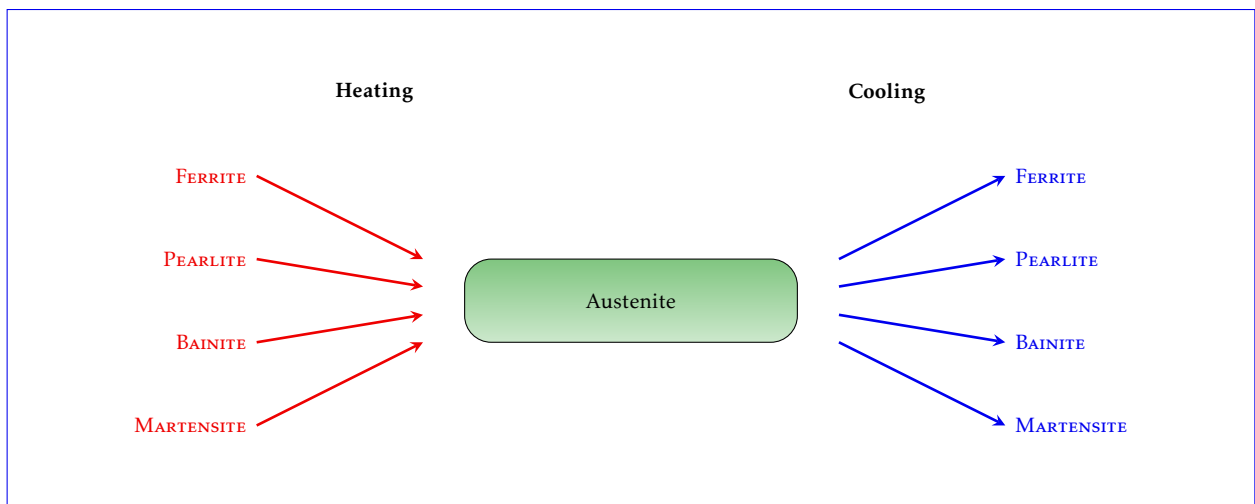 Heating
Cooling
Ferrite
Pearlite
Bainite
Martensite
Austenite
Ferrite
Pearlite
Bainite
Martensite